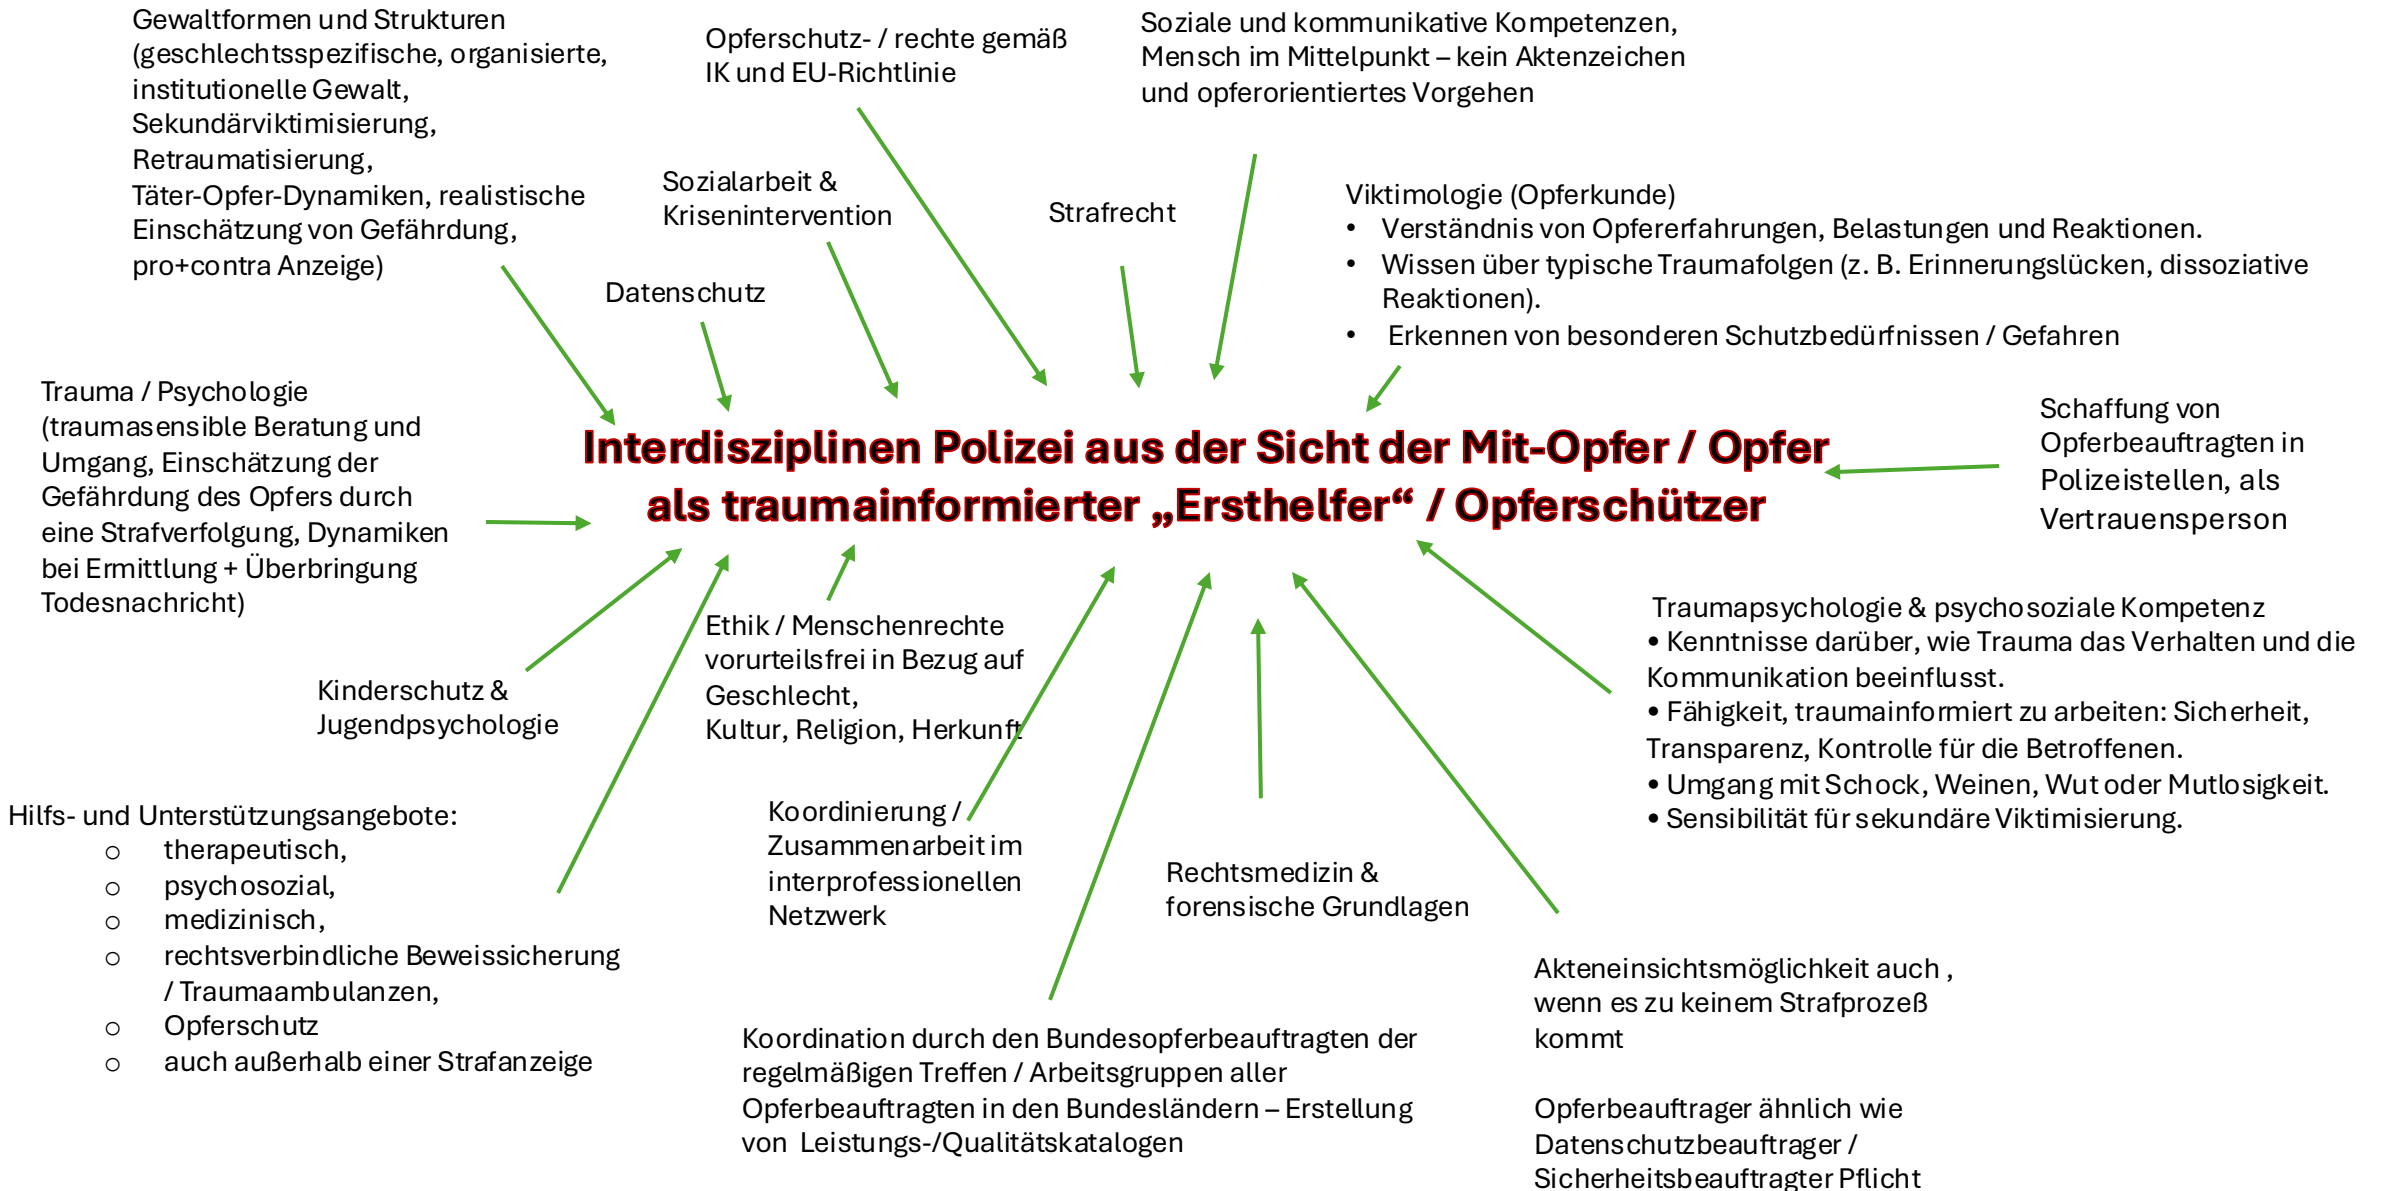 Gewaltformen und Strukturen
(geschlechtsspezifische, organisierte,
institutionelle Gewalt,
Sekundärviktimisierung,
Retraumatisierung,
Täter-Opfer-Dynamiken, realistische
Einschätzung von Gefährdung,
pro+contra Anzeige)
Opferschutz- / rechte gemäß
IK und EU-Richtlinie
Soziale und kommunikative Kompetenzen,
Mensch im Mittelpunkt – kein Aktenzeichen
und opferorientiertes Vorgehen
Sozialarbeit &
Krisenintervention
Strafrecht
Viktimologie (Opferkunde)
• Verständnis von Opfererfahrungen, Belastungen und Reaktionen.
• Wissen über typische Traumafolgen (z. B. Erinnerungslücken, dissoziative
Reaktionen).
• Erkennen von besonderen Schutzbedürfnissen / Gefahren
Datenschutz
Trauma / Psychologie
(traumasensible Beratung und
Umgang, Einschätzung der
Gefährdung des Opfers durch
eine Strafverfolgung, Dynamiken
bei Ermittlung + Überbringung
Todesnachricht)
Interdisziplinen Polizei aus der Sicht der Mit-Opfer / Opfer
als traumainformierter „Ersthelfer“ / Opferschützer
Schaffung von
Opferbeauftragten in
Polizeistellen, als
Vertrauensperson
Kinderschutz &
Jugendpsychologie
Ethik / Menschenrechte
vorurteilsfrei in Bezug auf
Geschlecht,
Kultur, Religion, Herkunft
Traumapsychologie & psychosoziale Kompetenz
• Kenntnisse darüber, wie Trauma das Verhalten und die
Kommunikation beeinflusst.
• Fähigkeit, traumainformiert zu arbeiten: Sicherheit,
Transparenz, Kontrolle für die Betroffenen.
• Umgang mit Schock, Weinen, Wut oder Mutlosigkeit.
• Sensibilität für sekundäre Viktimisierung.
Hilfs- und Unterstützungsangebote:
o therapeutisch,
o psychosozial,
o medizinisch,
o rechtsverbindliche Beweissicherung
/ Traumaambulanzen,
o Opferschutz
o auch außerhalb einer Strafanzeige
Koordinierung /
Zusammenarbeit im
interprofessionellen
Netzwerk
Rechtsmedizin &
forensische Grundlagen
Koordination durch den Bundesopferbeauftragten der
regelmäßigen Treffen / Arbeitsgruppen aller
Opferbeauftragten in den Bundesländern – Erstellung
von Leistungs-/Qualitätskatalogen
Akteneinsichtsmöglichkeit auch ,
wenn es zu keinem Strafprozeß
kommt
Opferbeauftrager ähnlich wie
Datenschutzbeauftrager /
Sicherheitsbeauftragter Pflicht